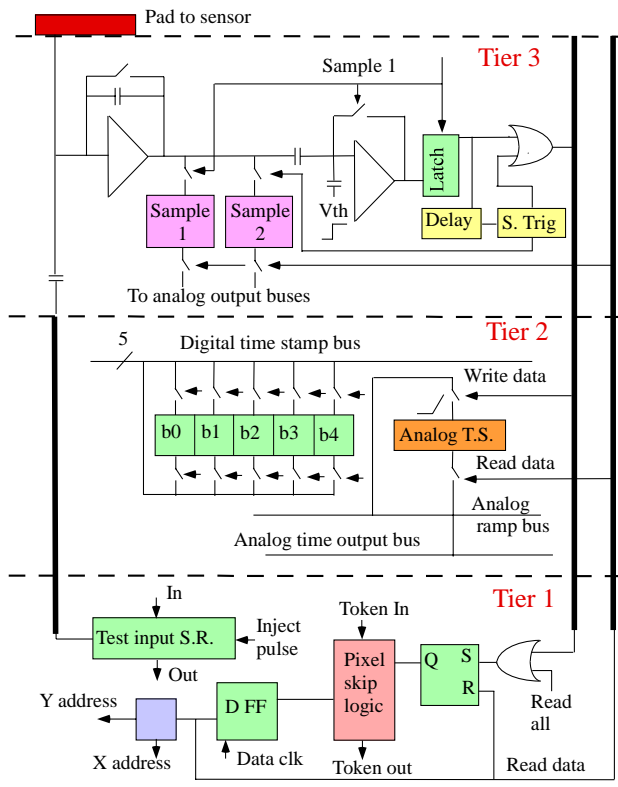 Pad to sensor
Tier 3
Sample 1
Latch
Sample
1
Sample
2
Vth
Delay
S. Trig
To analog output buses
Tier 2
5
Digital time stamp bus
Write data
b0 b1 b2 b3 b4
Analog T.S.
Read data
Analog
ramp bus
Analog time output bus
Tier 1
In
Token In
Test input S.R.
Inject
pulse
Out
Pixel
skip
logic
Q S
R
Read
all
Y address
D FF
X address
Data clk
Token out
Read data